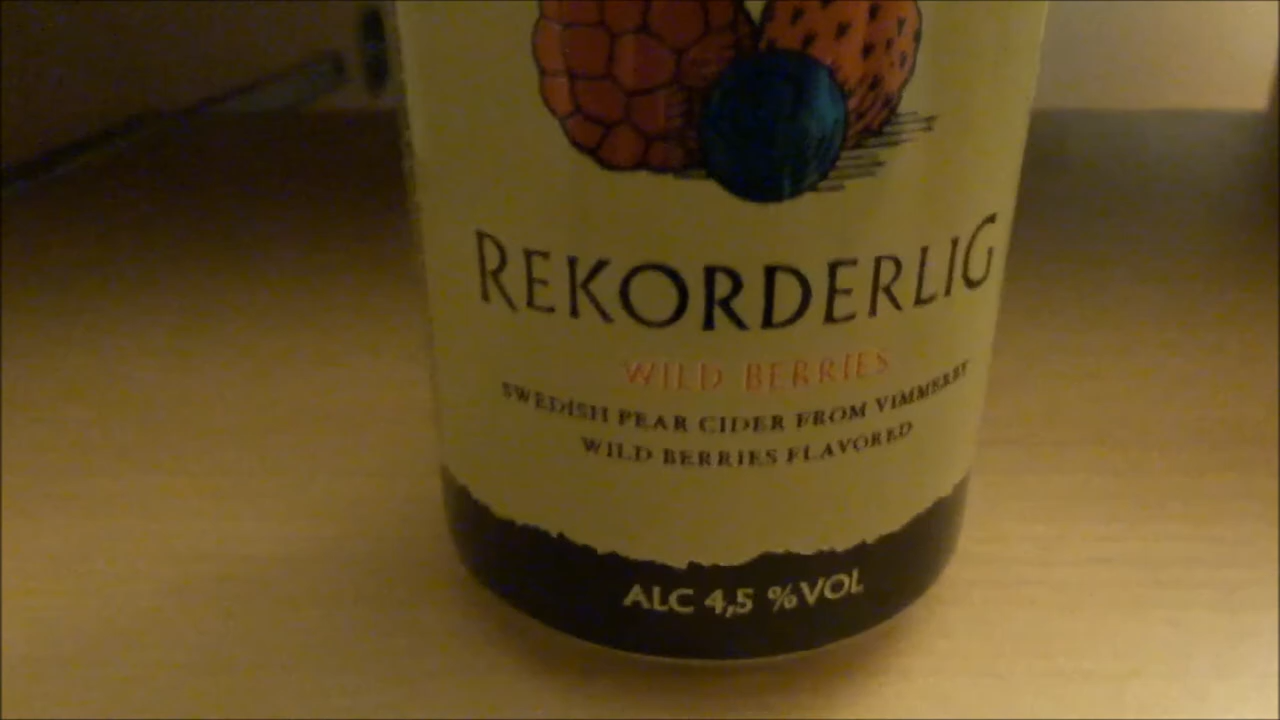 REKORDERLIG
WILD BERRIES
SWEDISH PEAR CIDER FROM VIMMERBY
WILD BERRIES FLAVORED
ALC 4,5 %VOL